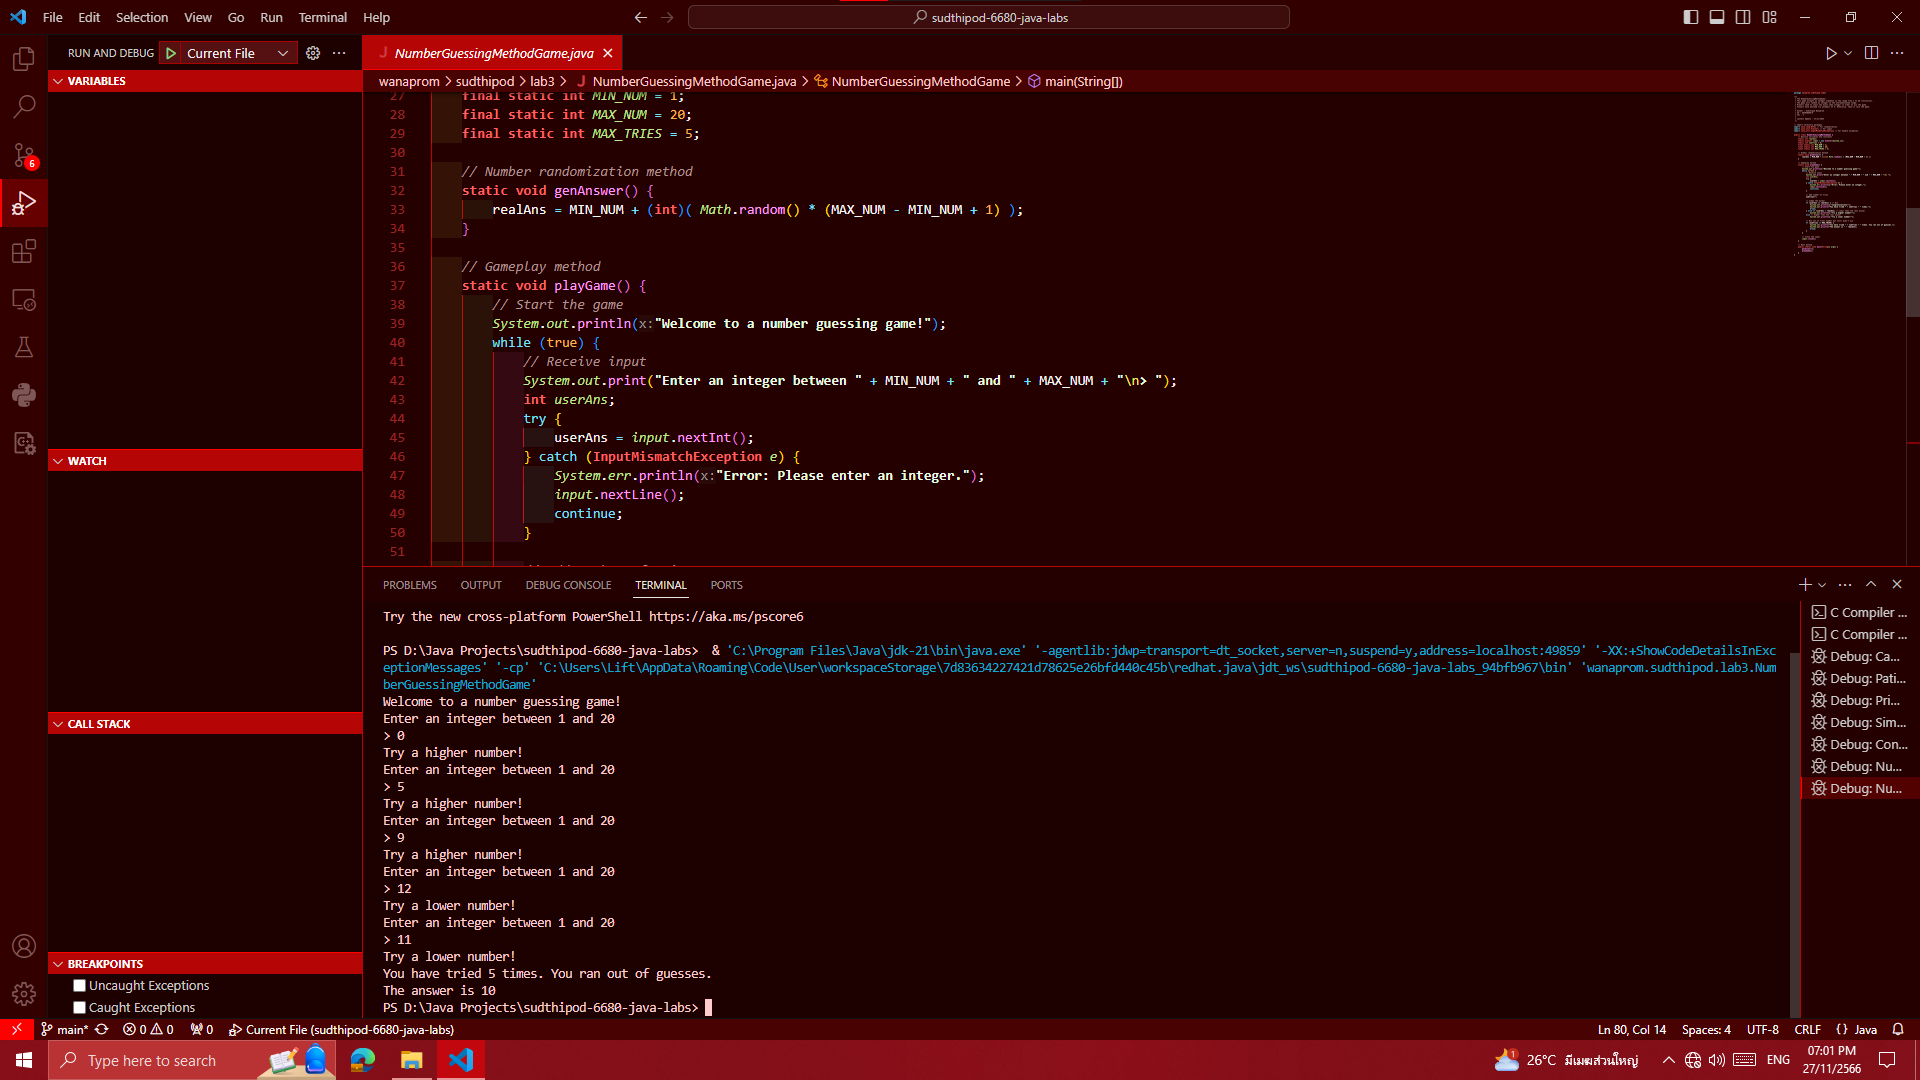 File Edit Selection View Go Run Terminal Help
sudthipod-6680-java-labs
RUN AND DEBUG Current File
NumberGuessingMethodGame.java
wanaprom > sudthipod > lab3 > NumberGuessingMethodGame.java > NumberGuessingMethodGame > main(String[])
VARIABLES
27 final static int MIN_NUM = 1;
28 final static int MAX_NUM = 20;
29 final static int MAX_TRIES = 5;
30
31 // Number randomization method
32 static void genAnswer() {
33 realAns = MIN_NUM + (int)( Math.random() * (MAX_NUM - MIN_NUM + 1) );
34 }
35
36 // Gameplay method
37 static void playGame() {
38 // Start the game
39 System.out.println(x:"Welcome to a number guessing game!");
40 while (true) {
41 // Receive input
42 System.out.print("Enter an integer between " + MIN_NUM + " and " + MAX_NUM + "\n> ");
43 int userAns;
44 try {
45 userAns = input.nextInt();
46 } catch (InputMismatchException e) {
47 System.err.println(x:"Error: Please enter an integer.");
48 input.nextLine();
49 continue;
50 }
51
WATCH
CALL STACK
BREAKPOINTS
Uncaught Exceptions
Caught Exceptions
PROBLEMS OUTPUT DEBUG CONSOLE TERMINAL PORTS
Try the new cross-platform PowerShell https://aka.ms/pscore6
PS D:\Java Projects\sudthipod-6680-java-labs> & 'C:\Program Files\Java\jdk-21\bin\java.exe' '-agentlib:jdwp=transport=dt_socket,server=n,suspend=y,address=localhost:49859' '-XX:+ShowCodeDetailsInExc
eptionMessages' '-cp' 'C:\Users\Lift\AppData\Roaming\Code\User\workspaceStorage\7d83634227421d78625e26bfd440c45b\redhat.java\jdt_ws\sudthipod-6680-java-labs_94bfb967\bin' 'wanaprom.sudthipod.lab3.Num
berGuessingMethodGame'
Welcome to a number guessing game!
Enter an integer between 1 and 20
> 0
Try a higher number!
Enter an integer between 1 and 20
> 5
Try a higher number!
Enter an integer between 1 and 20
> 9
Try a higher number!
Enter an integer between 1 and 20
> 12
Try a lower number!
Enter an integer between 1 and 20
> 11
Try a lower number!
You have tried 5 times. You ran out of guesses.
The answer is 10
PS D:\Java Projects\sudthipod-6680-java-labs>
C Compiler ...
C Compiler ...
Debug: Ca...
Debug: Pati...
Debug: Pri...
Debug: Sim...
Debug: Con...
Debug: Nu...
Debug: Nu...
6
main* 0 0 0 Current File (sudthipod-6680-java-labs) Ln 80, Col 14 Spaces: 4 UTF-8 CRLF {} Java
Type here to search
1 26°C มีเมฆส่วนใหญ่ ENG
07:01 PM
27/11/2566